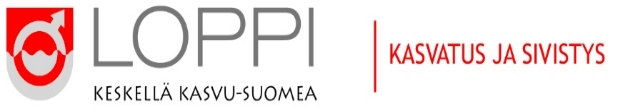 LOPPI
KESKELLÄ KASVU-SUOMEA
KASVATUS JA SIVISTYS